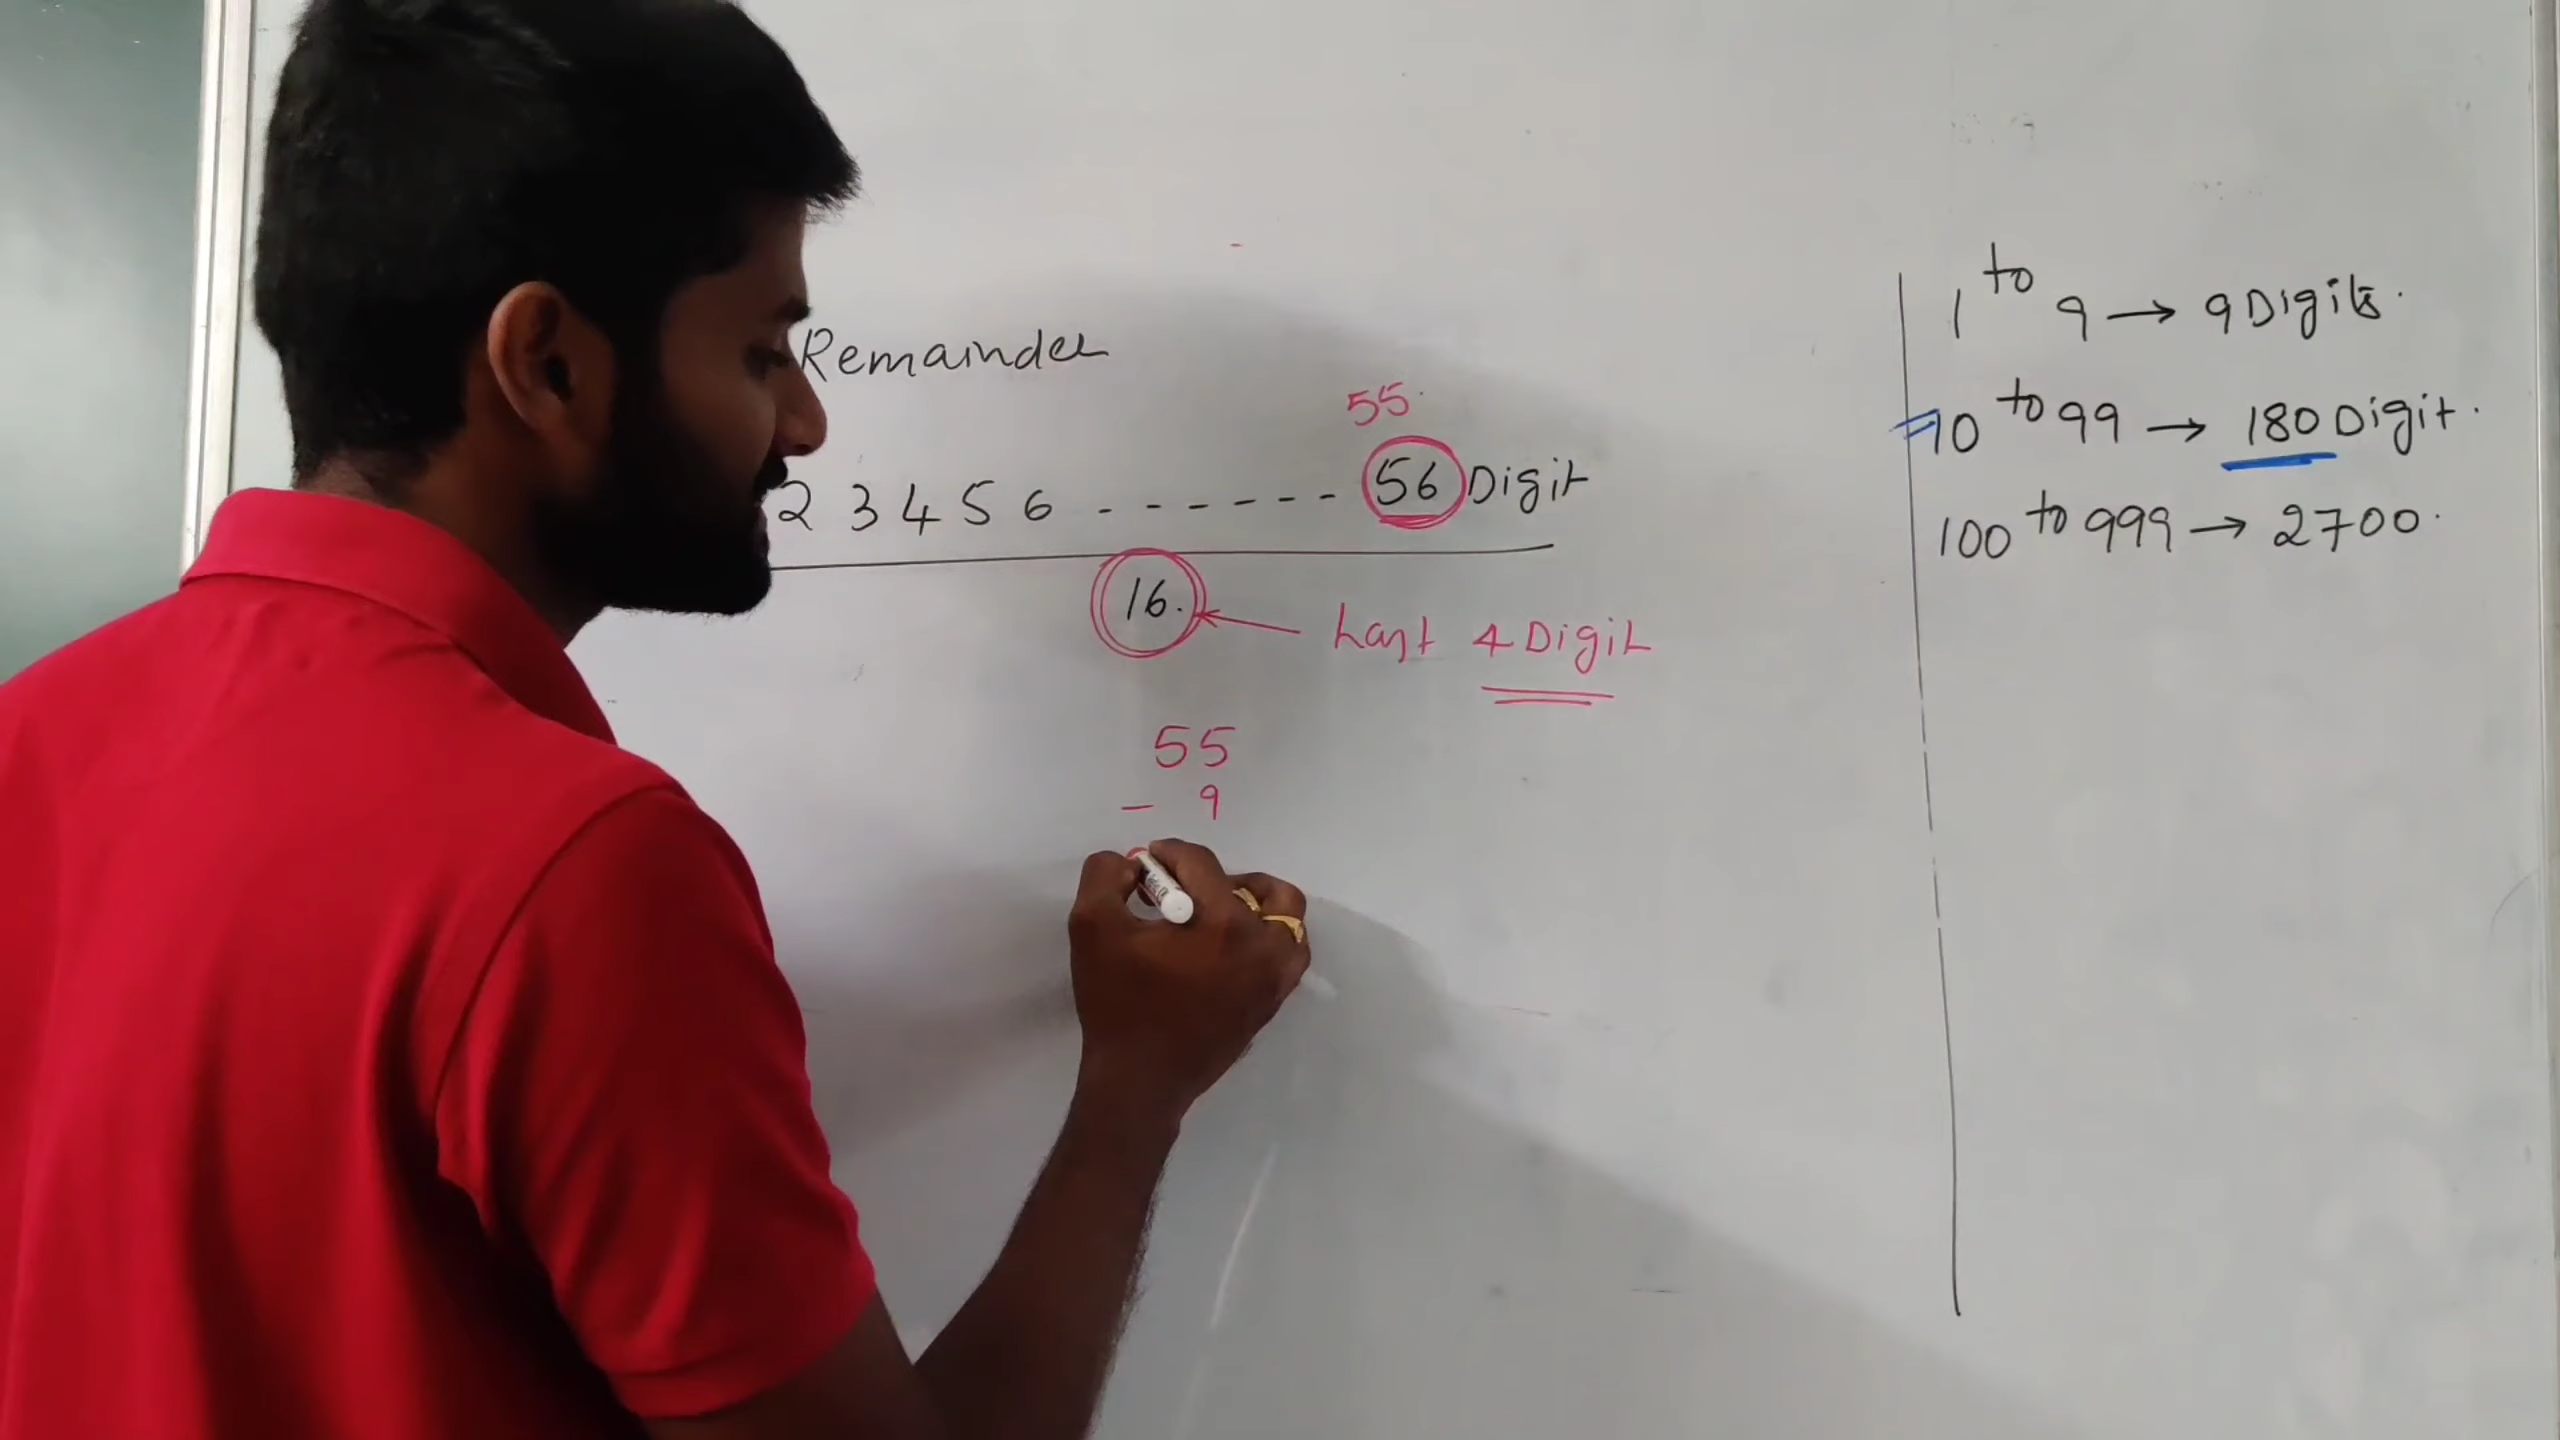 Remainder
55.
2 3 4 5 6 ------- 56 Digit
16.
Last 4 Digit
55
- 9
1 to 9 → 9 Digits.
10 to 99 → 180 Digit.
100 to 999 → 2700.